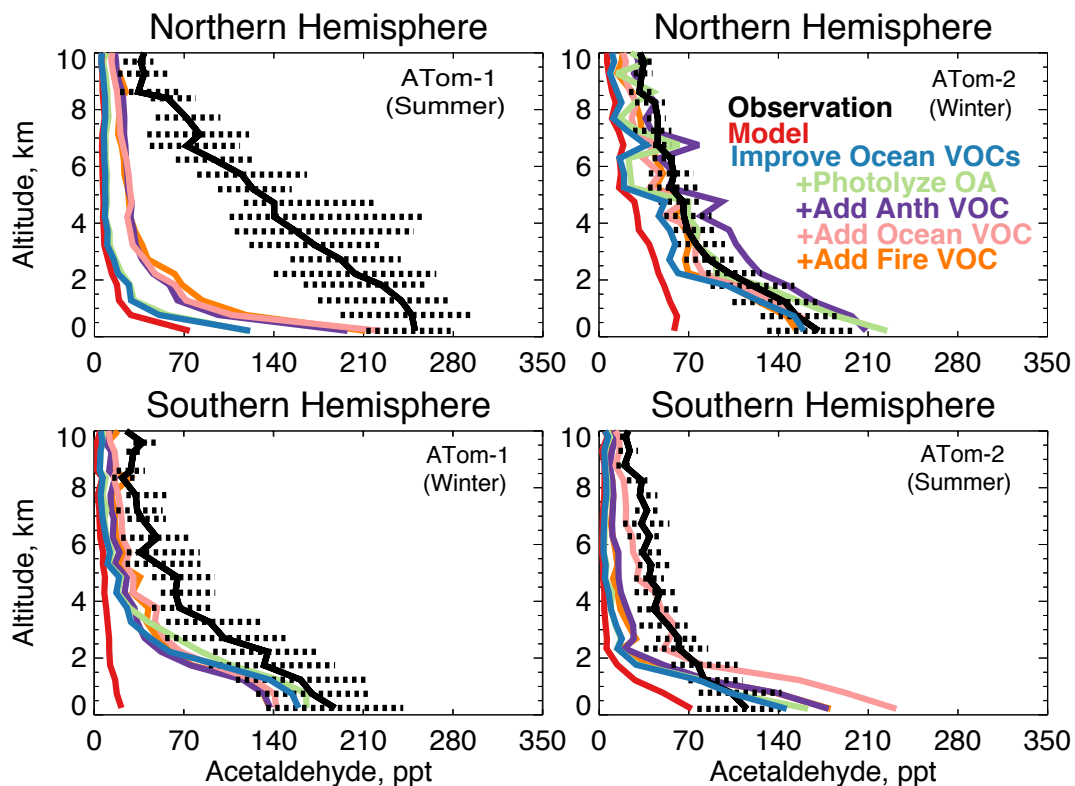 Northern Hemisphere
Northern Hemisphere
10
8
6
4
2
0
Altitude, km
ATom-1
(Summer)
0
70
140
210
280
350
10
8
6
4
2
0
ATom-2
(Winter)
Observation
Model
Improve Ocean VOCs
+Photolyze OA
+Add Anth VOC
+Add Ocean VOC
+Add Fire VOC
0
70
140
210
280
350
Southern Hemisphere
Southern Hemisphere
10
8
6
4
2
0
Altitude, km
ATom-1
(Winter)
0
70
140
210
280
350
Acetaldehyde, ppt
10
8
6
4
2
0
ATom-2
(Summer)
0
70
140
210
280
350
Acetaldehyde, ppt